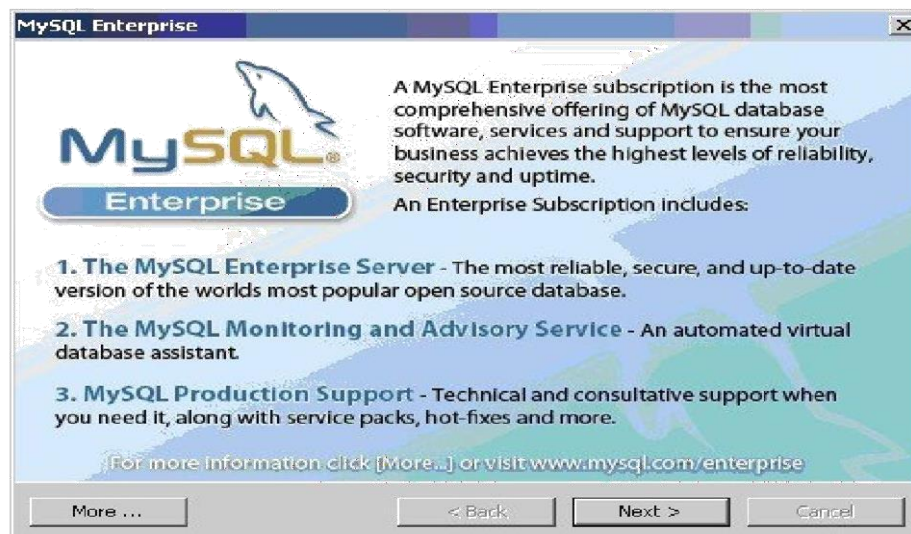 MySQL Enterprise
MySQL®
Enterprise
A MySQL Enterprise subscription is the most
comprehensive offering of MySQL database
software, services and support to ensure your
business achieves the highest levels of reliability,
security and uptime.
An Enterprise Subscription includes:
1. The MySQL Enterprise Server - The most reliable, secure, and up-to-date
version of the worlds most popular open source database.
2. The MySQL Monitoring and Advisory Service - An automated virtual
database assistant.
3. MySQL Production Support - Technical and consultative support when
you need it, along with service packs, hot-fixes and more.
For more information click [More...] or visit www.mysql.com/enterprise
More ...
< Back
Next >
Cancel